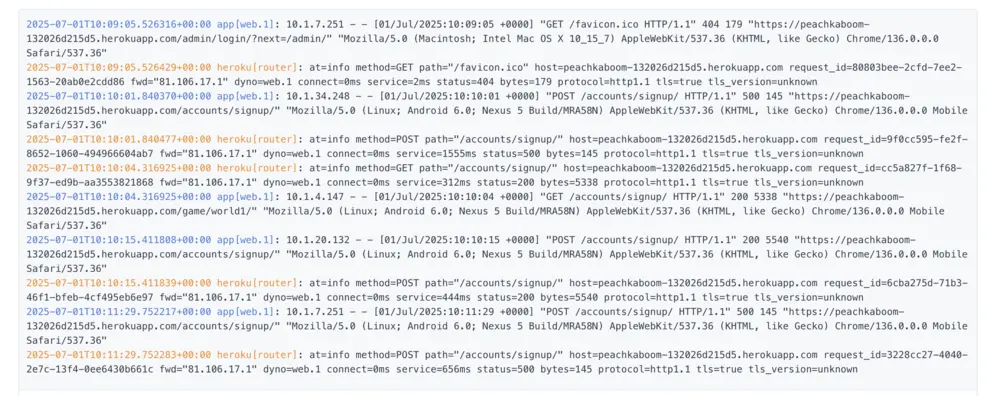 2025-07-01T10:09:05.526316+00:00 app[web.1]: 10.1.7.251 - - [01/Jul/2025:10:09:05 +0000] "GET /favicon.ico HTTP/1.1" 404 179 "https://peachkaboom-
132026d215d5.herokuapp.com/admin/login/?next=/admin/" "Mozilla/5.0 (Macintosh; Intel Mac OS X 10_15_7) AppleWebKit/537.36 (KHTML, like Gecko) Chrome/136.0.0.0
Safari/537.36"
2025-07-01T10:09:05.526429+00:00 heroku[router]: at=info method=GET path="/favicon.ico" host=peachkaboom-132026d215d5.herokuapp.com request_id=80803bee-2cfd-7ee2-
1563-20ab0e2cdd86 fwd="81.106.17.1" dyno=web.1 connect=0ms service=2ms status=404 bytes=179 protocol=http1.1 tls=true tls_version=unknown
2025-07-01T10:10:01.840370+00:00 app[web.1]: 10.1.34.248 - - [01/Jul/2025:10:10:01 +0000] "POST /accounts/signup/ HTTP/1.1" 500 145 "https://peachkaboom-
132026d215d5.herokuapp.com/accounts/signup/" "Mozilla/5.0 (Linux; Android 6.0; Nexus 5 Build/MRA58N) AppleWebKit/537.36 (KHTML, like Gecko) Chrome/136.0.0.0 Mobile
Safari/537.36"
2025-07-01T10:10:01.840477+00:00 heroku[router]: at=info method=POST path="/accounts/signup/" host=peachkaboom-132026d215d5.herokuapp.com request_id=9f0cc595-fe2f-
8652-1060-494966604ab7 fwd="81.106.17.1" dyno=web.1 connect=0ms service=1555ms status=500 bytes=145 protocol=http1.1 tls=true tls_version=unknown
2025-07-01T10:10:04.316925+00:00 heroku[router]: at=info method=GET path="/accounts/signup/" host=peachkaboom-132026d215d5.herokuapp.com request_id=cc5a827f-1f68-
9f37-ed9b-aa3553821868 fwd="81.106.17.1" dyno=web.1 connect=0ms service=312ms status=200 bytes=5338 protocol=http1.1 tls=true tls_version=unknown
2025-07-01T10:10:04.316925+00:00 app[web.1]: 10.1.4.147 - - [01/Jul/2025:10:10:04 +0000] "GET /accounts/signup/ HTTP/1.1" 200 5338 "https://peachkaboom-
132026d215d5.herokuapp.com/game/world1/" "Mozilla/5.0 (Linux; Android 6.0; Nexus 5 Build/MRA58N) AppleWebKit/537.36 (KHTML, like Gecko) Chrome/136.0.0.0 Mobile
Safari/537.36"
2025-07-01T10:10:15.411808+00:00 app[web.1]: 10.1.20.132 - - [01/Jul/2025:10:10:15 +0000] "POST /accounts/signup/ HTTP/1.1" 200 5540 "https://peachkaboom-
132026d215d5.herokuapp.com/accounts/signup/" "Mozilla/5.0 (Linux; Android 6.0; Nexus 5 Build/MRA58N) AppleWebKit/537.36 (KHTML, like Gecko) Chrome/136.0.0.0 Mobile
Safari/537.36"
2025-07-01T10:10:15.411839+00:00 heroku[router]: at=info method=POST path="/accounts/signup/" host=peachkaboom-132026d215d5.herokuapp.com request_id=6cba275d-71b3-
46f1-bfeb-4cf495eb6e97 fwd="81.106.17.1" dyno=web.1 connect=0ms service=444ms status=200 bytes=5540 protocol=http1.1 tls=true tls_version=unknown
2025-07-01T10:11:29.752217+00:00 app[web.1]: 10.1.7.251 - - [01/Jul/2025:10:11:29 +0000] "POST /accounts/signup/ HTTP/1.1" 500 145 "https://peachkaboom-
132026d215d5.herokuapp.com/accounts/signup/" "Mozilla/5.0 (Linux; Android 6.0; Nexus 5 Build/MRA58N) AppleWebKit/537.36 (KHTML, like Gecko) Chrome/136.0.0.0 Mobile
Safari/537.36"
2025-07-01T10:11:29.752283+00:00 heroku[router]: at=info method=POST path="/accounts/signup/" host=peachkaboom-132026d215d5.herokuapp.com request_id=3228cc27-4040-
2e7c-13f4-0ee6430b661c fwd="81.106.17.1" dyno=web.1 connect=0ms service=656ms status=500 bytes=145 protocol=http1.1 tls=true tls_version=unknown